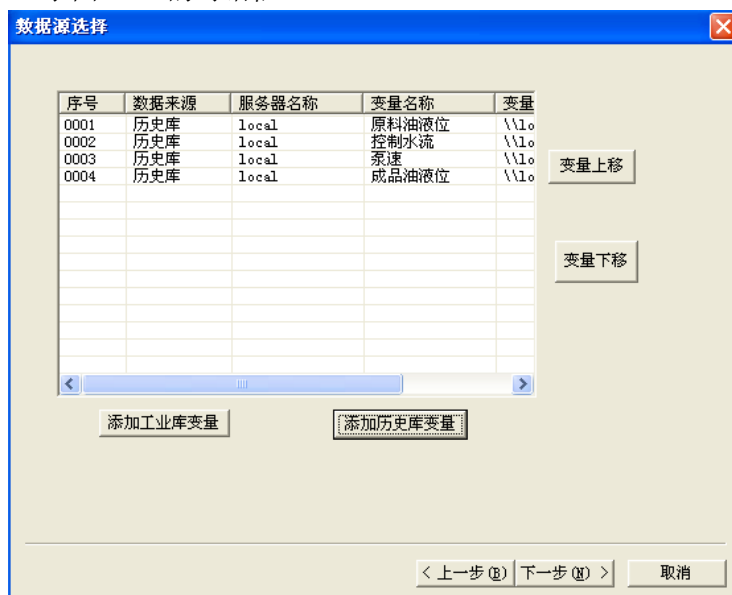 数据源选择
序号 数据来源 服务器名称 变量名称 变量
0001 历史库 local 原料油液位 \\lo
0002 历史库 local 控制水流 \\lo
0003 历史库 local 泵速 \\lo
0004 历史库 local 成品油液位 \\lo
变量上移
变量下移
添加工业库变量 添加历史库变量
< 上一步(B) 下一步(N) > 取消